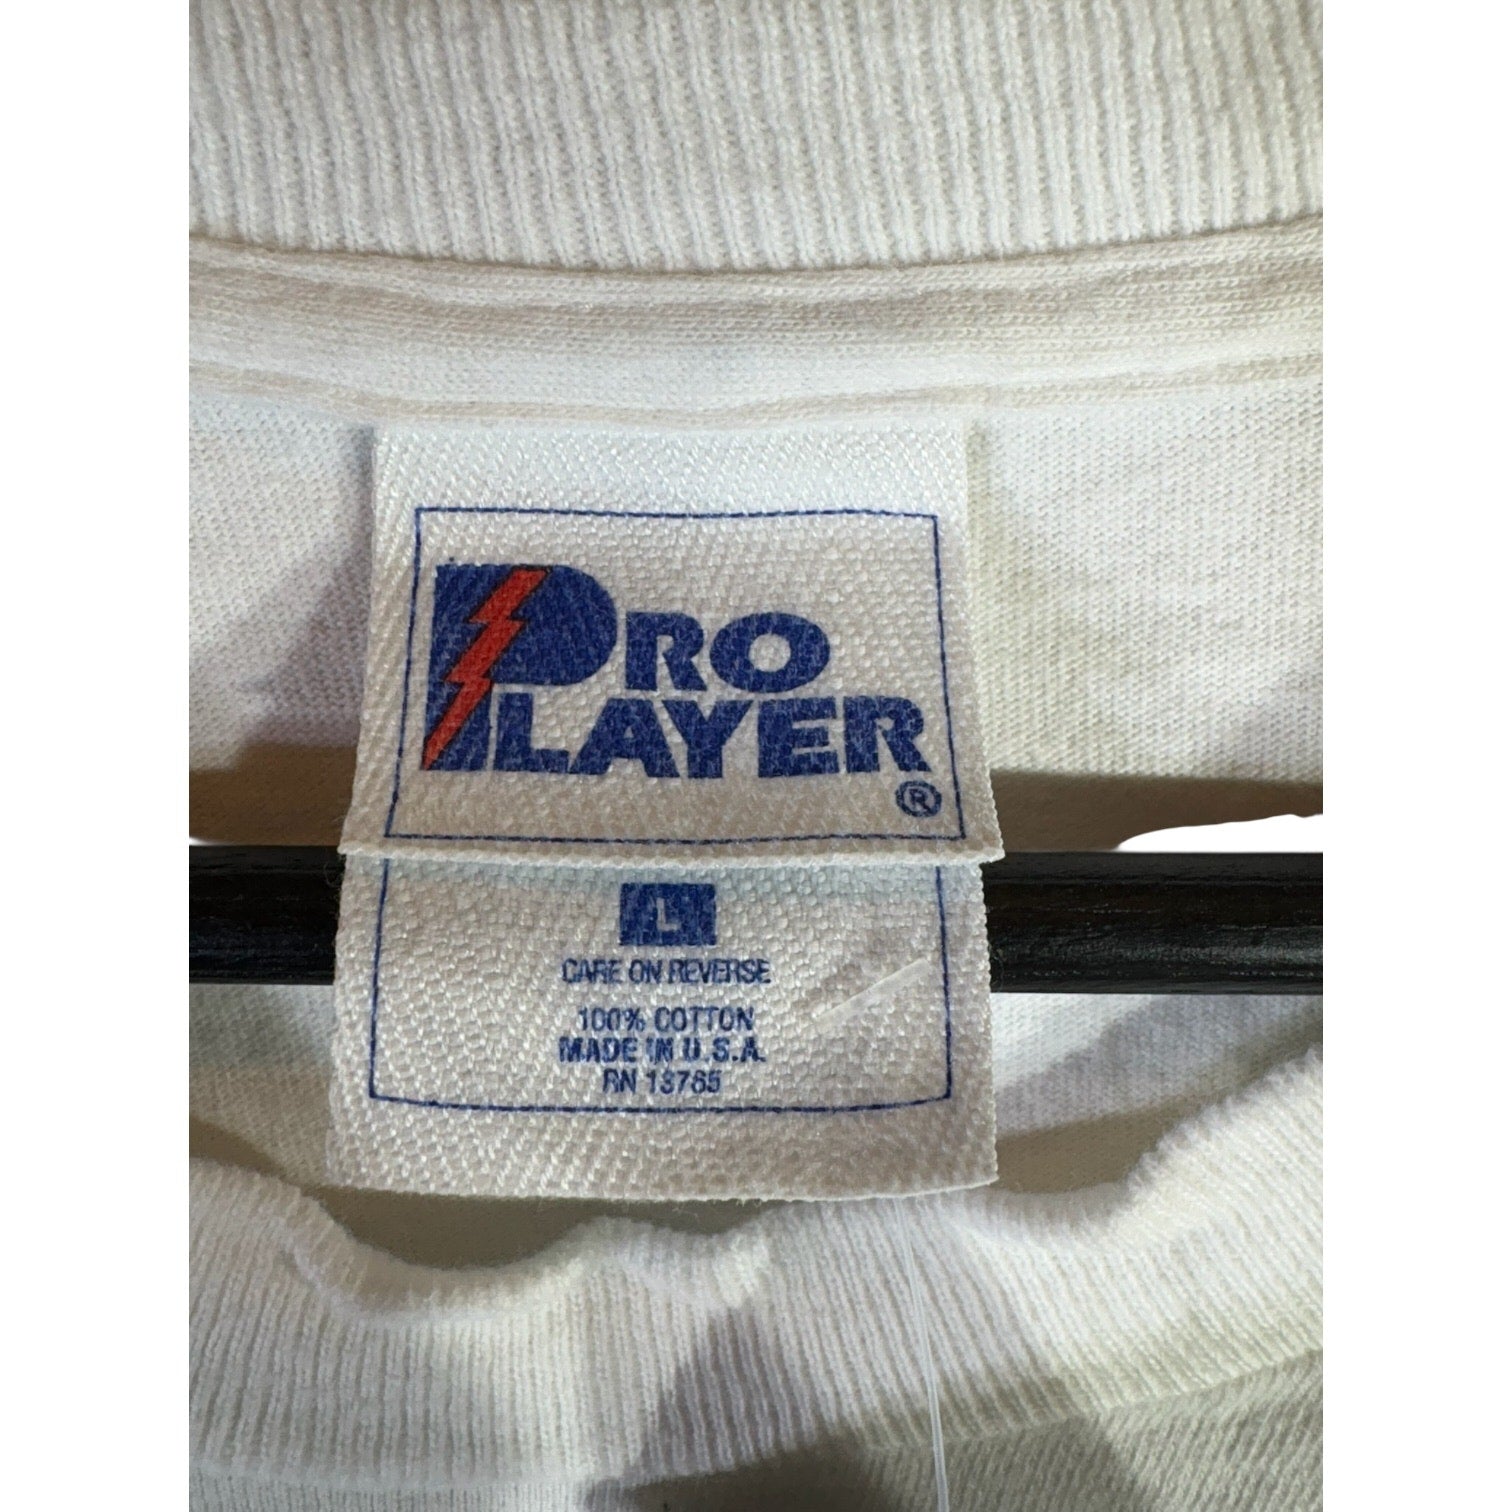 PRO
PLAYER
®
L
CARE ON REVERSE
100% COTTON
MADE IN U.S.A.
RN 13765